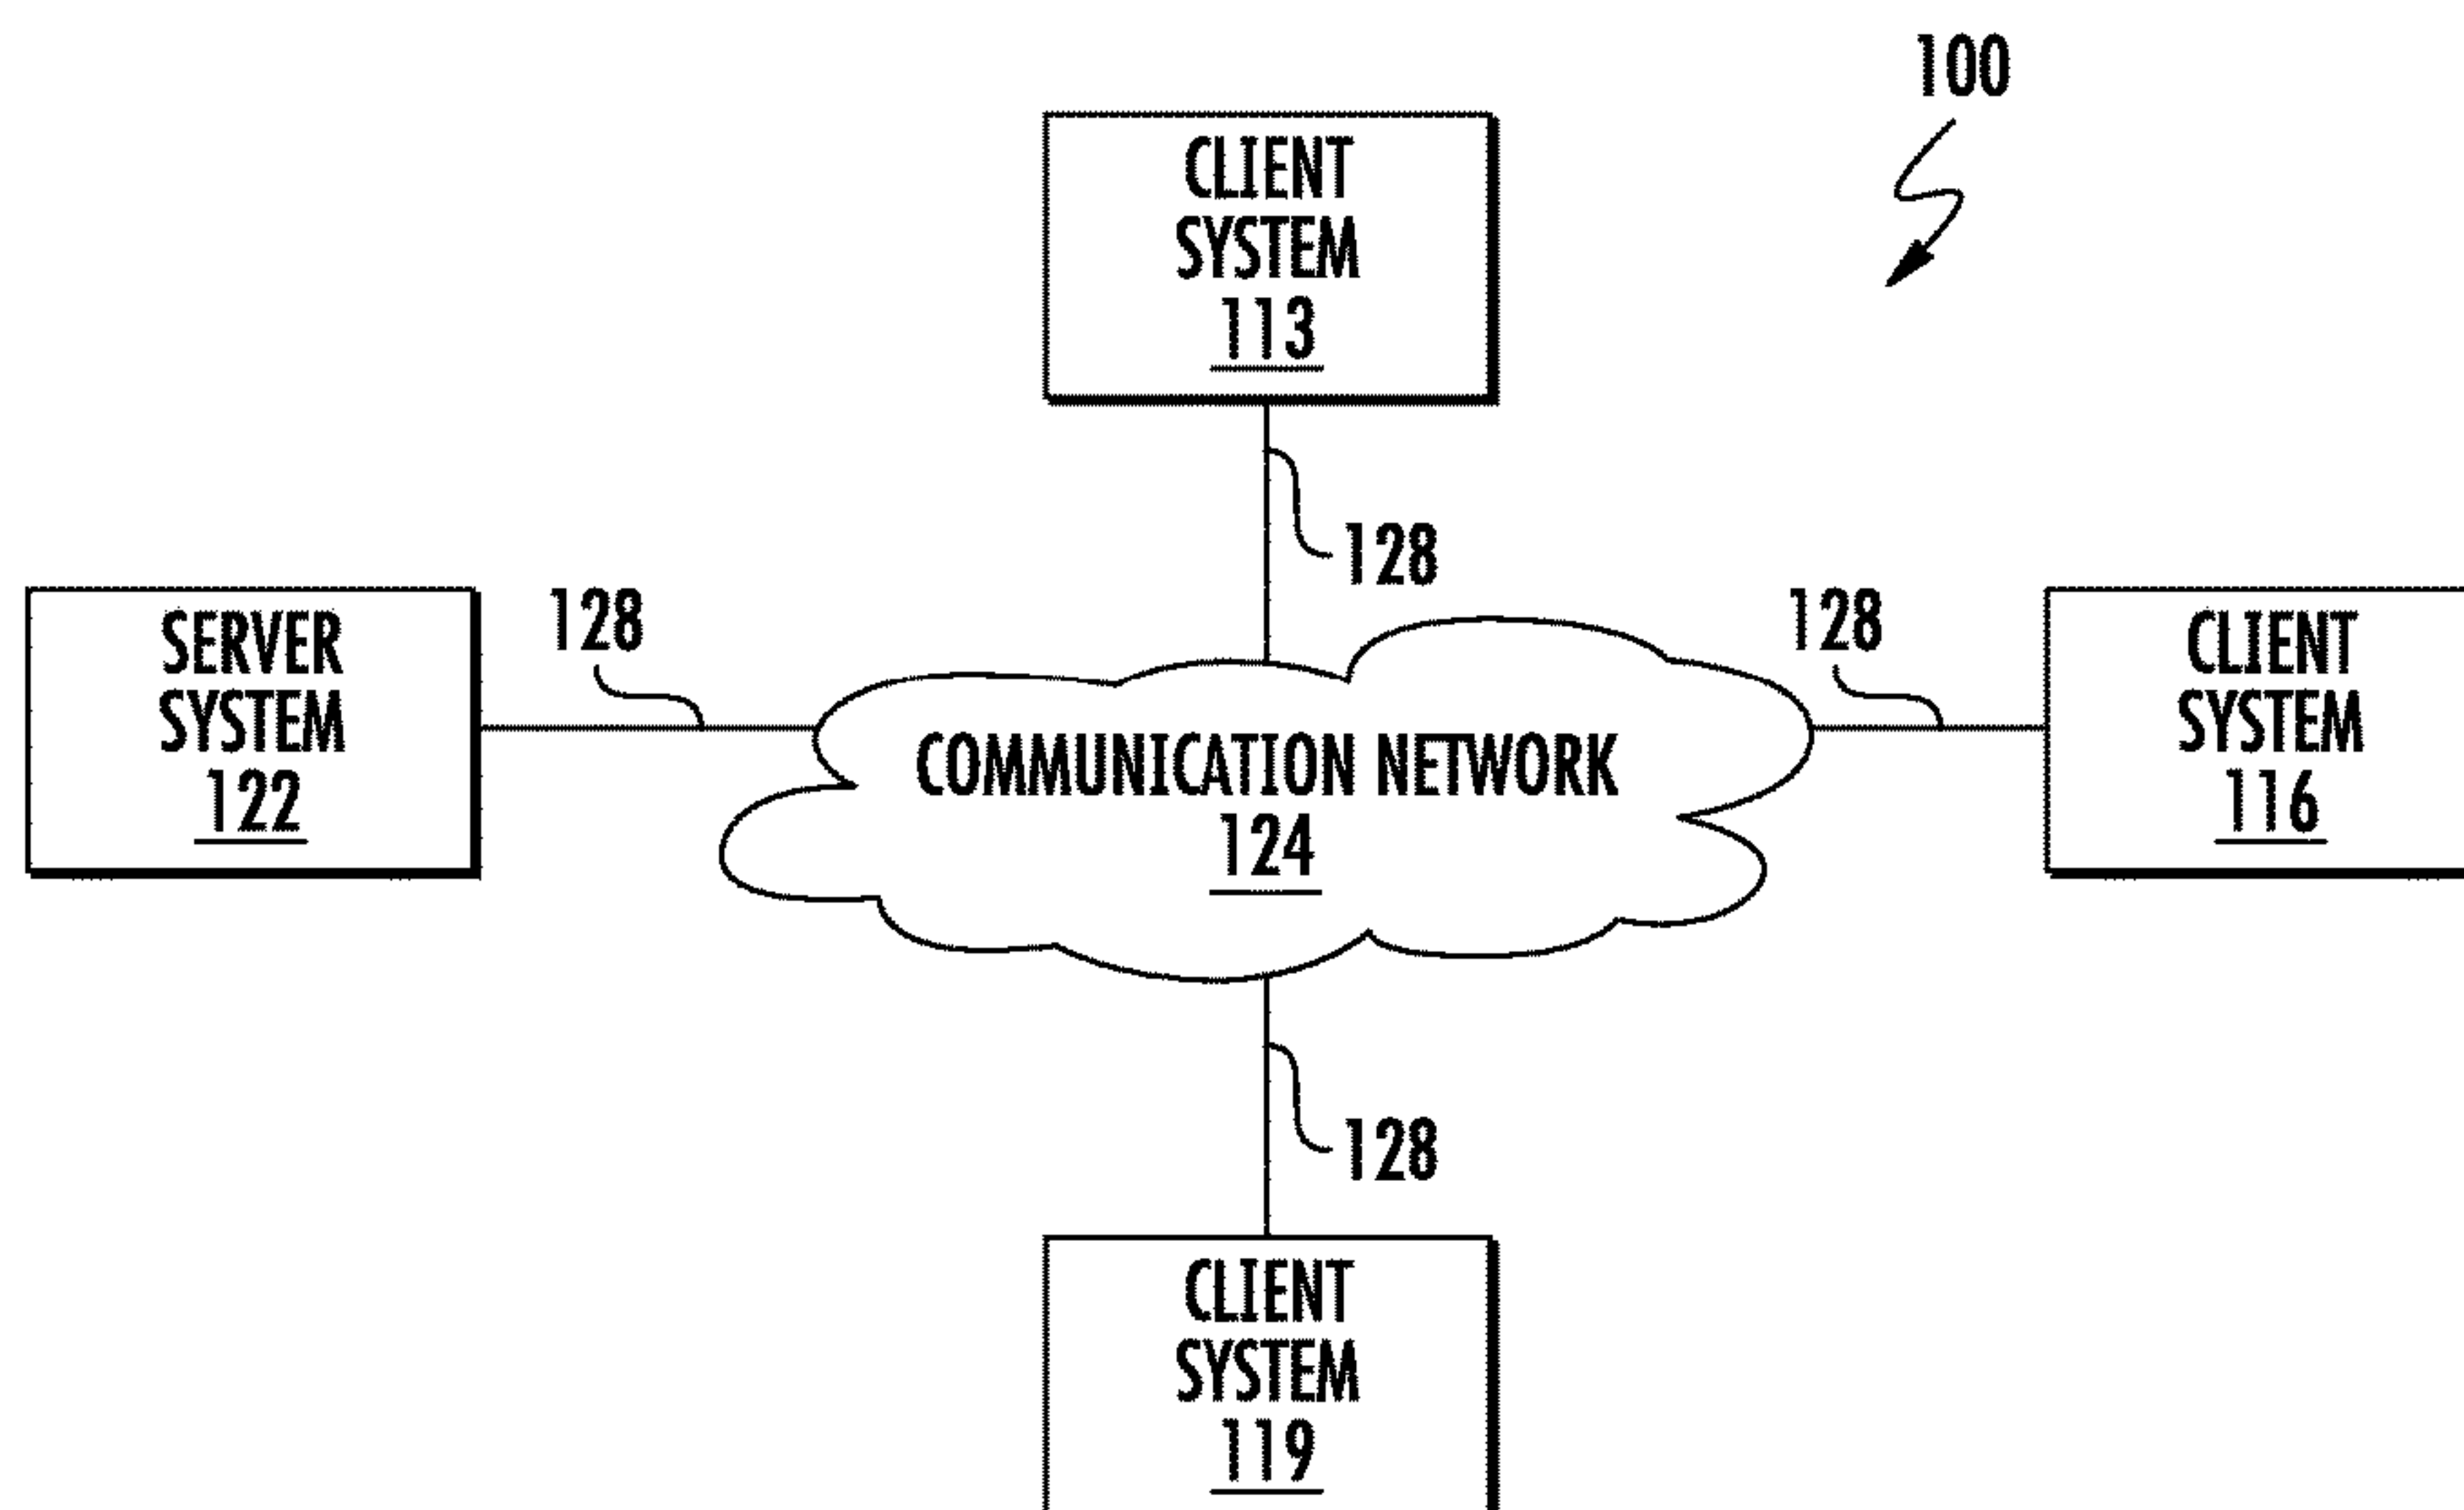 100
CLIENT
SYSTEM
113
128
SERVER
SYSTEM
122
128
128
CLIENT
SYSTEM
116
COMMUNICATION NETWORK
124
128
CLIENT
SYSTEM
119